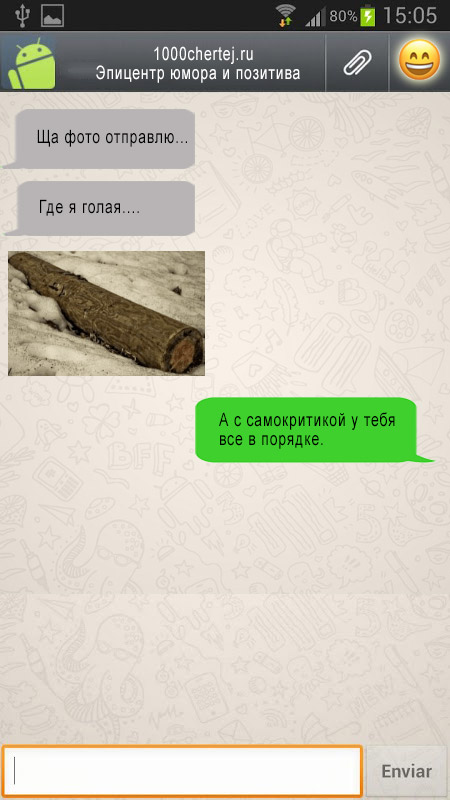 80% 15:05
1000chertej.ru
Эпицентр юмора и позитива
Ща фото отправлю...
Где я голая....
А с самокритикой у тебя
все в порядке.
Enviar